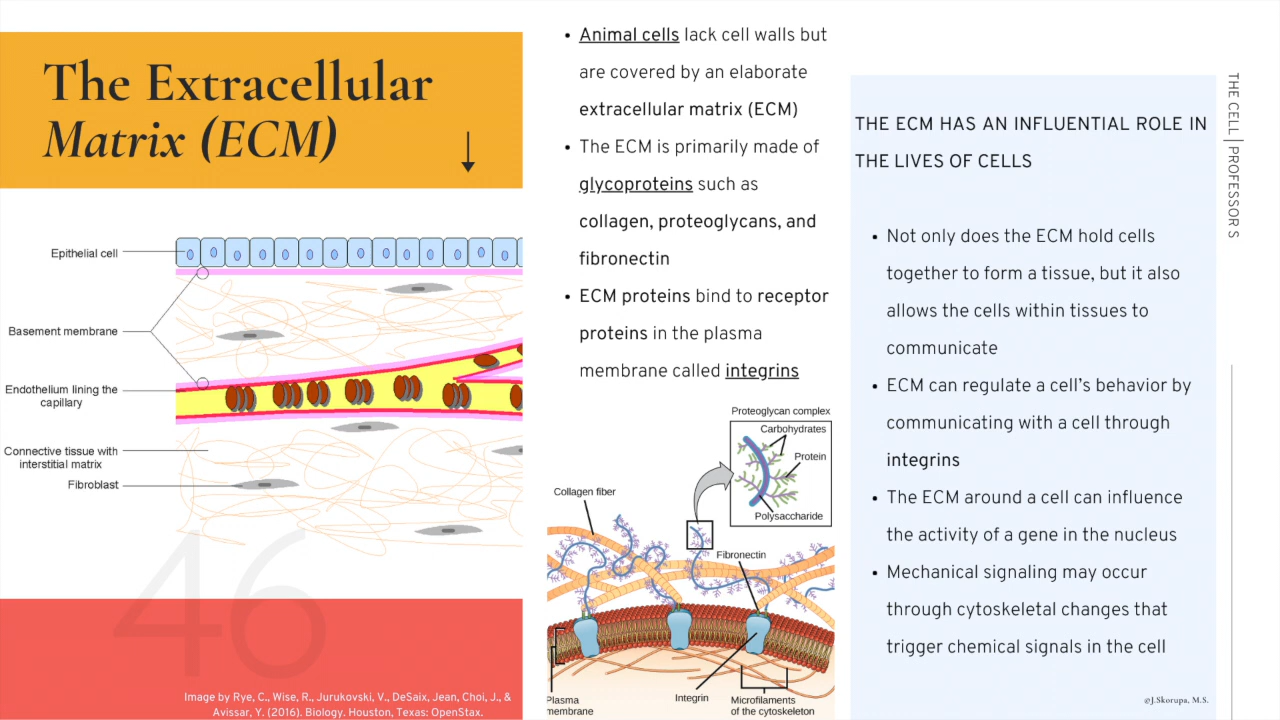 The Extracellular
Matrix (ECM)
Epithelial cell
Basement membrane
Endothelium lining the
capillary
Connective tissue with
interstitial matrix
Fibroblast
46
Image by Rye, C., Wise, R., Jurukovski, V., DeSaix, Jean, Choi, J., &
Avissar, Y. (2016). Biology. Houston, Texas: OpenStax.
• Animal cells lack cell walls but
are covered by an elaborate
extracellular matrix (ECM)
• The ECM is primarily made of
glycoproteins such as
collagen, proteoglycans, and
fibronectin
• ECM proteins bind to receptor
proteins in the plasma
membrane called integrins
Proteoglycan complex
Carbohydrates
Protein
Polysaccharide
Collagen fiber
Fibronectin
Plasma
membrane
Integrin
Microfilaments
of the cytoskeleton
THE ECM HAS AN INFLUENTIAL ROLE IN
THE LIVES OF CELLS
• Not only does the ECM hold cells
together to form a tissue, but it also
allows the cells within tissues to
communicate
• ECM can regulate a cell's behavior by
communicating with a cell through
integrins
• The ECM around a cell can influence
the activity of a gene in the nucleus
• Mechanical signaling may occur
through cytoskeletal changes that
trigger chemical signals in the cell
THE CELL | PROFESSOR S
@J.Skorupa, M.S.